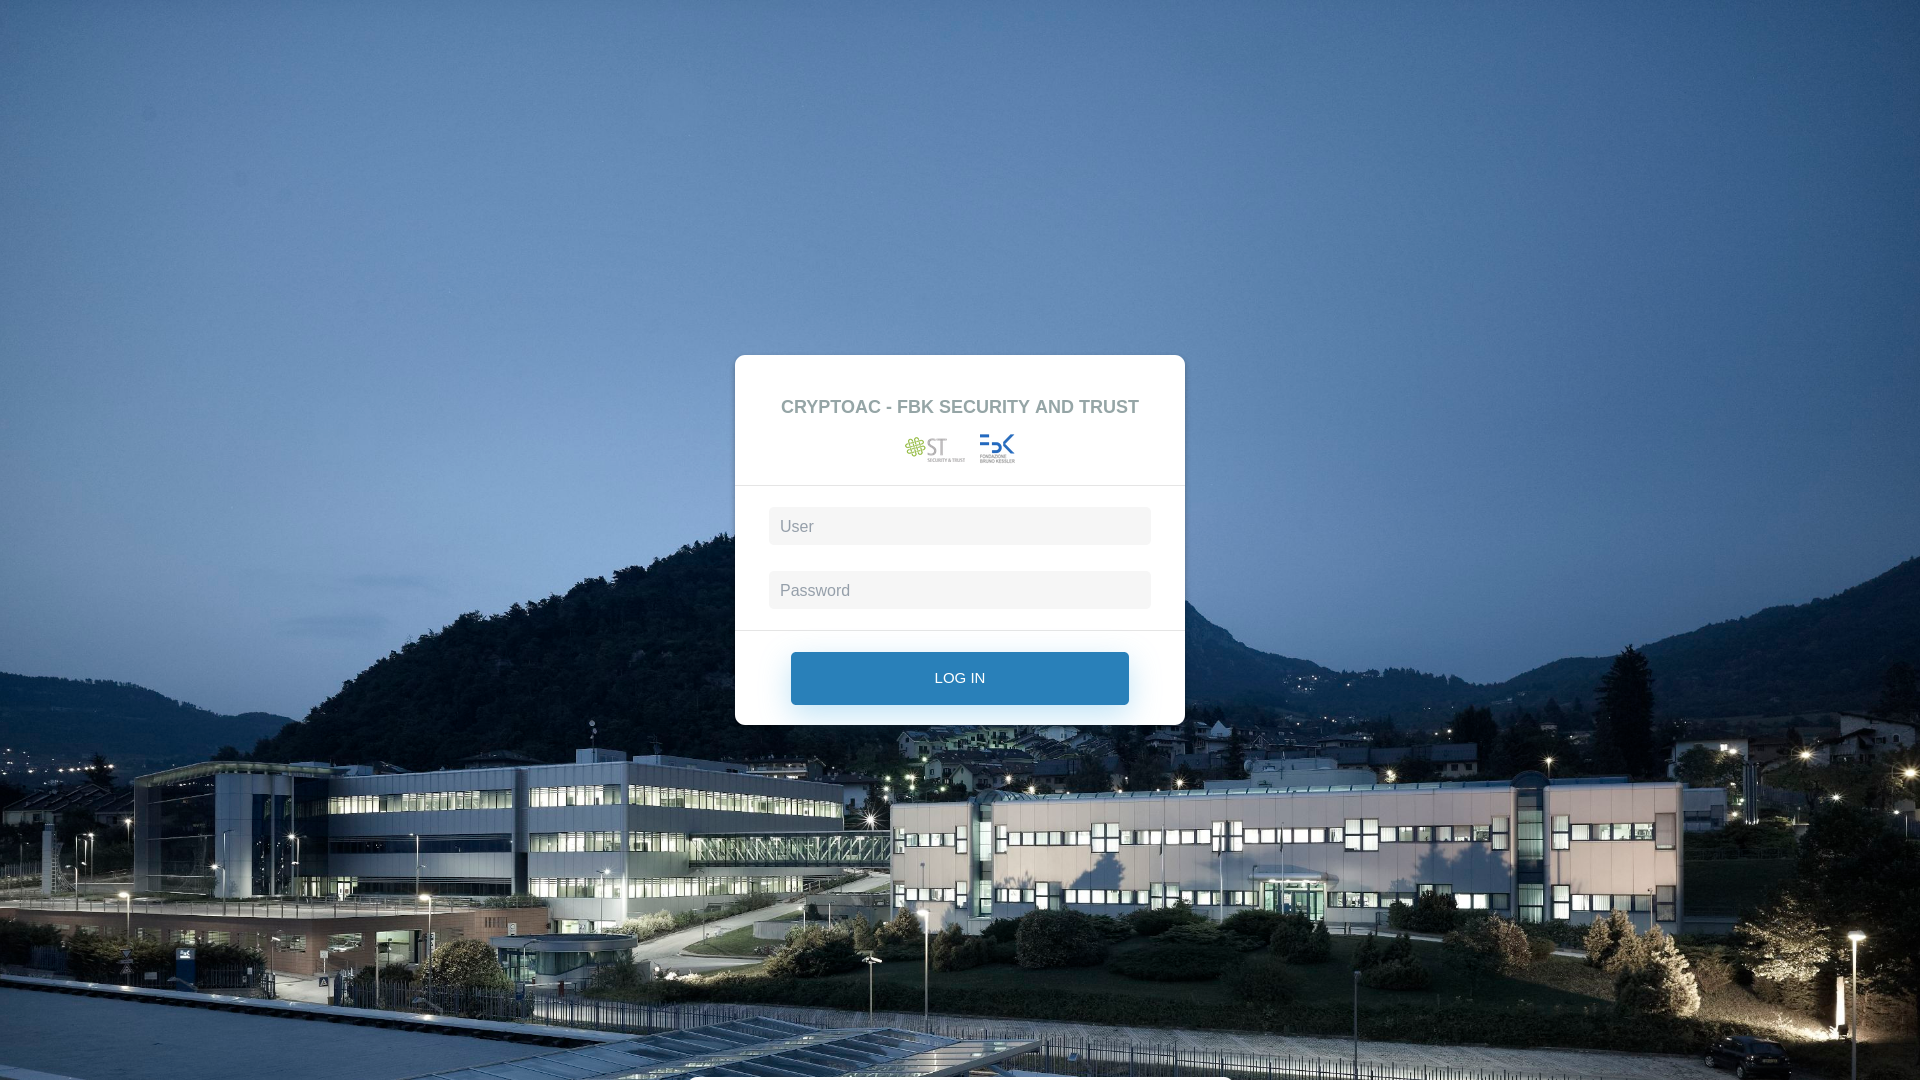 CRYPTOAC - FBK SECURITY AND TRUST
ST
SECURITY & TRUST
FBK
FONDAZIONE
BRUNO KESSLER
User
Password
LOG IN